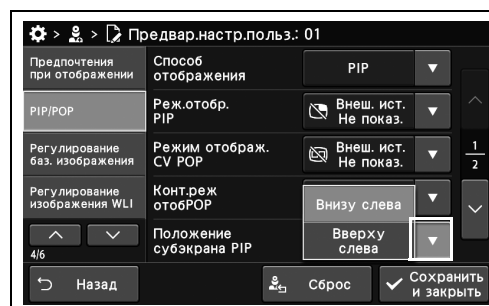 > > Предвар.настр.польз.: 01
Предпочтения
при отображении
Способ
отображения
PIP
PIP/POP
Реж.отобр.
PIP
Внеш. ист.
Не показ.
Регулирование
баз. изображения
Режим отображ.
CV POP
Внеш. ист.
Не показ.
1
2
Регулирование
изображения WLI
Конт.реж
отобPOP
Внизу слева
4/6
Положение
субэкрана PIP
Вверху
слева
Назад
Сброс
Сохранить
и закрыть